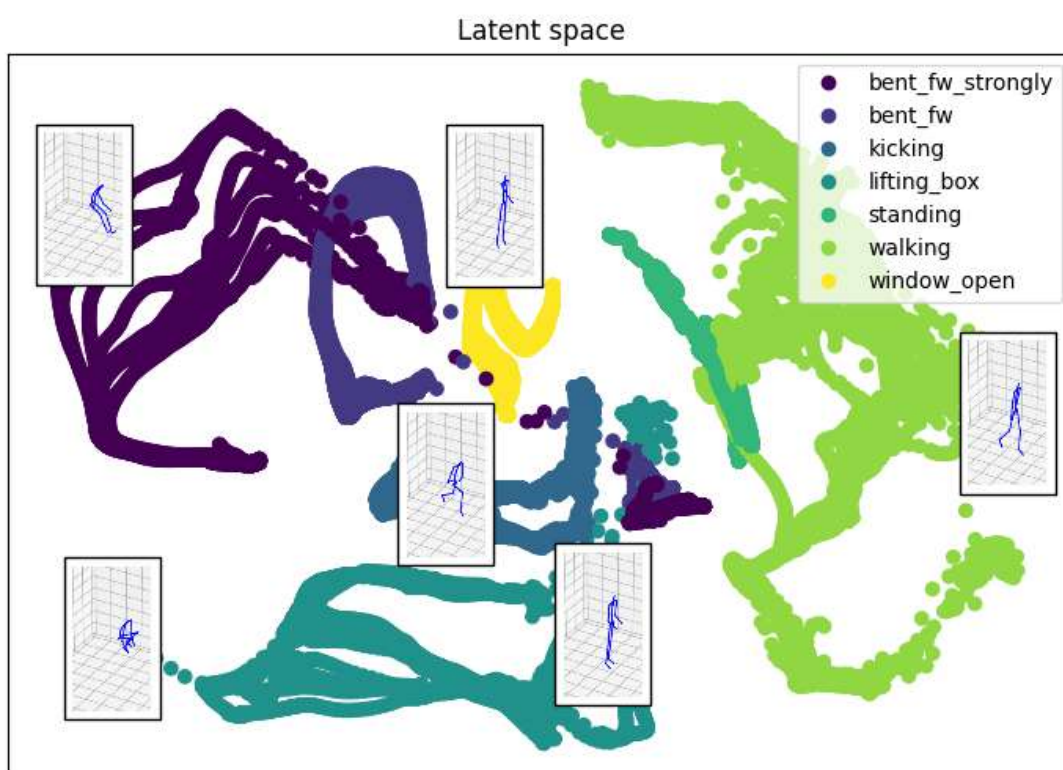 Latent space
bent_fw_strongly
bent_fw
kicking
lifting_box
standing
walking
window_open